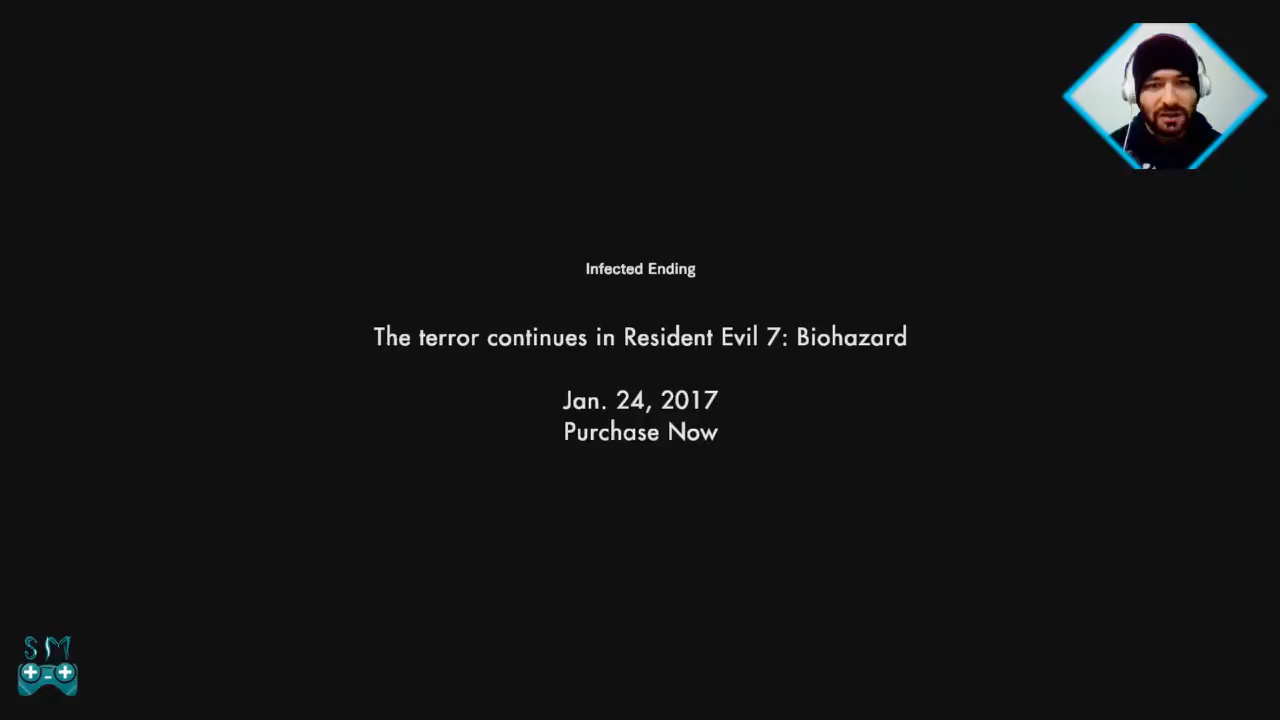 Infected Ending
The terror continues in Resident Evil 7: Biohazard
Jan. 24, 2017
Purchase Now
SM